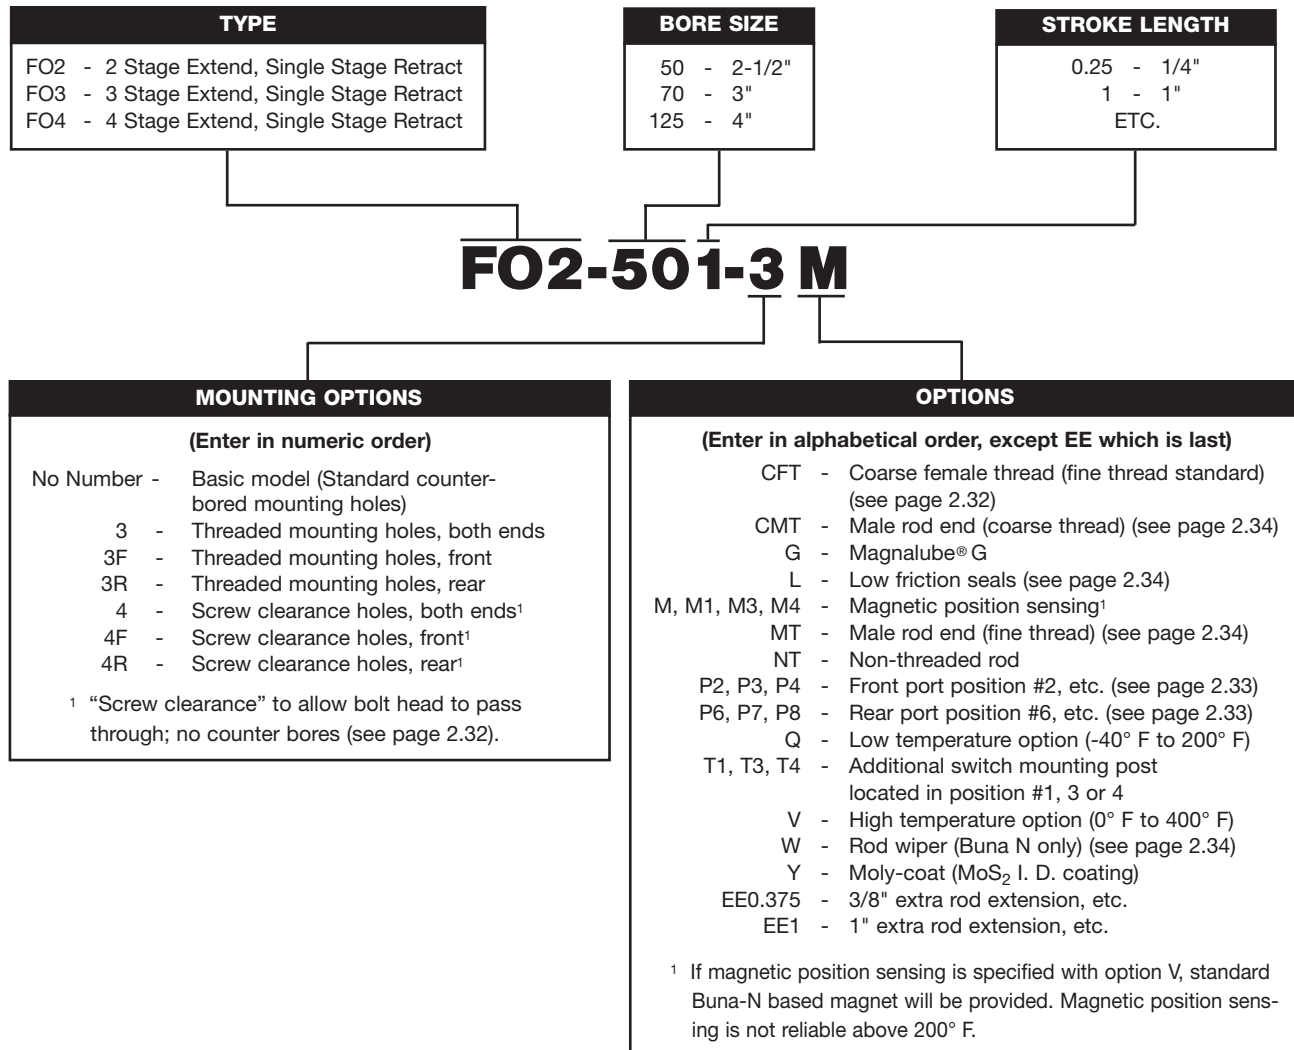 TYPE
FO2 - 2 Stage Extend, Single Stage Retract
FO3 - 3 Stage Extend, Single Stage Retract
FO4 - 4 Stage Extend, Single Stage Retract
BORE SIZE
50 - 2-1/2"
70 - 3"
125 - 4"
STROKE LENGTH
0.25 - 1/4"
1 - 1"
ETC.
FO2-501-3 M
MOUNTING OPTIONS
(Enter in numeric order)
No Number - Basic model (Standard counter-
bored mounting holes)
3 - Threaded mounting holes, both ends
3F - Threaded mounting holes, front
3R - Threaded mounting holes, rear
4 - Screw clearance holes, both ends¹
4F - Screw clearance holes, front¹
4R - Screw clearance holes, rear¹
¹ “Screw clearance” to allow bolt head to pass
through; no counter bores (see page 2.32).
OPTIONS
(Enter in alphabetical order, except EE which is last)
CFT - Coarse female thread (fine thread standard)
(see page 2.32)
CMT - Male rod end (coarse thread) (see page 2.34)
G - Magnalube® G
L - Low friction seals (see page 2.34)
M, M1, M3, M4 - Magnetic position sensing¹
MT - Male rod end (fine thread) (see page 2.34)
NT - Non-threaded rod
P2, P3, P4 - Front port position #2, etc. (see page 2.33)
P6, P7, P8 - Rear port position #6, etc. (see page 2.33)
Q - Low temperature option (-40° F to 200° F)
T1, T3, T4 - Additional switch mounting post
located in position #1, 3 or 4
V - High temperature option (0° F to 400° F)
W - Rod wiper (Buna N only) (see page 2.34)
Y - Moly-coat (MoS₂ I. D. coating)
EE0.375 - 3/8" extra rod extension, etc.
EE1 - 1" extra rod extension, etc.
¹ If magnetic position sensing is specified with option V, standard
Buna-N based magnet will be provided. Magnetic position sens-
ing is not reliable above 200° F.